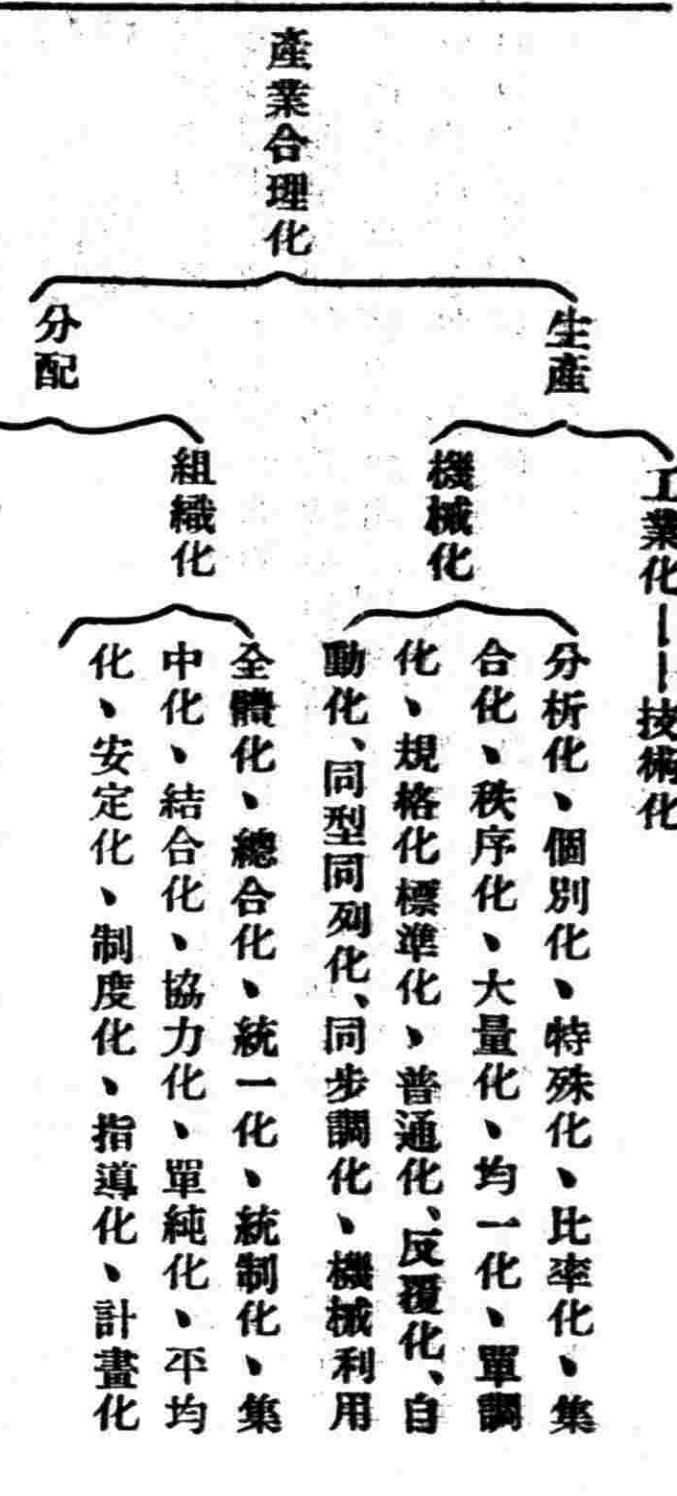 產業合理化
生產
工業化——技術化
機械化
分析化、個別化、特殊化、比率化、集
合化、秩序化、大量化、均一化、單調
化、規格化標準化、普通化、反覆化、自
動化、同型同列化、同步調化、機械利用
分配
組織化
全體化、總合化、統一化、統制化、集
中化、結合化、協力化、單純化、平均
化、安定化、制度化、指導化、計畫化